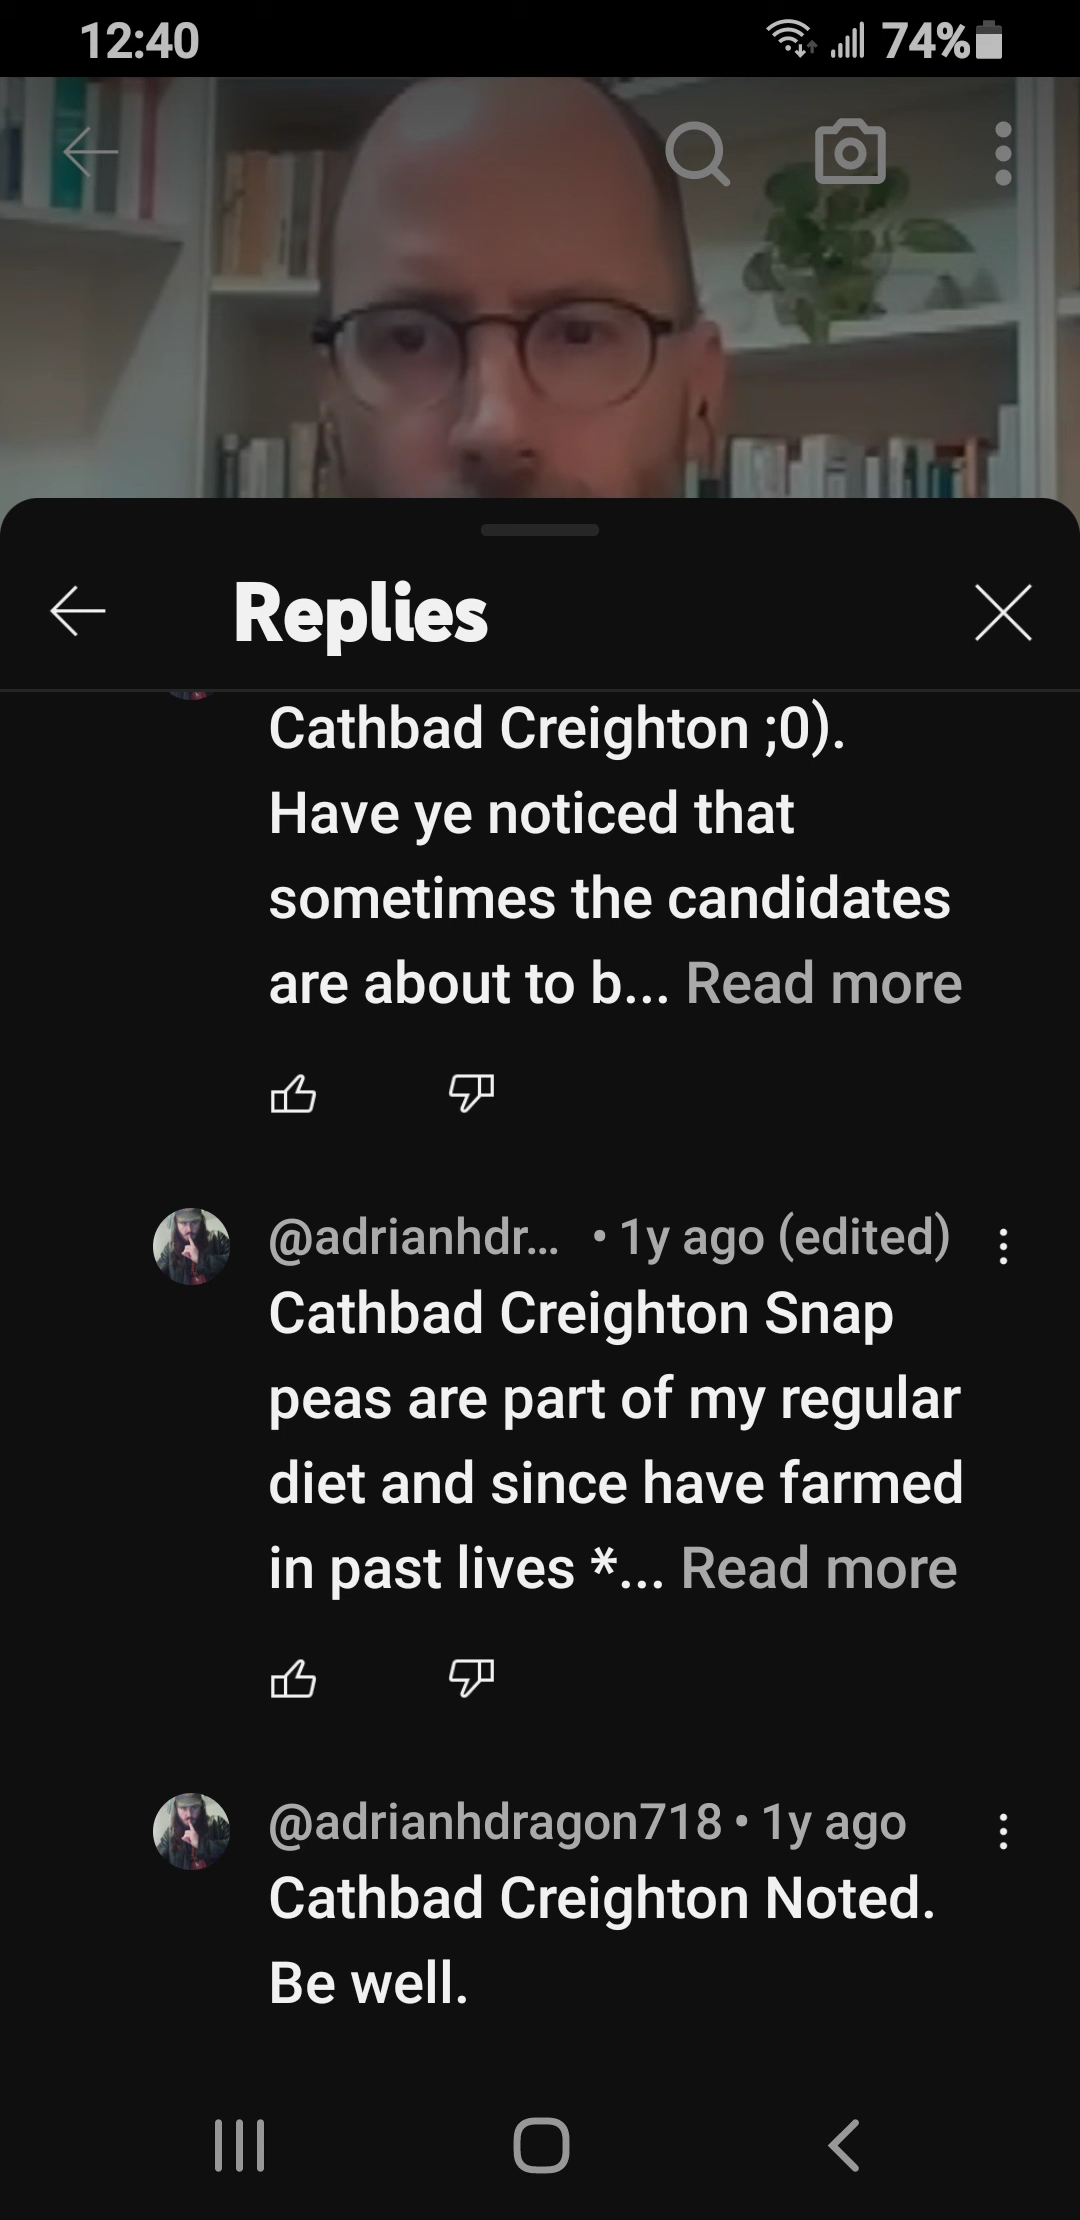 12:40 74%
Replies
Cathbad Creighton ;0).
Have ye noticed that
sometimes the candidates
are about to b... Read more
@adrianhdr... • 1y ago (edited)
Cathbad Creighton Snap
peas are part of my regular
diet and since have farmed
in past lives *... Read more
@adrianhdragon718 • 1y ago
Cathbad Creighton Noted.
Be well.